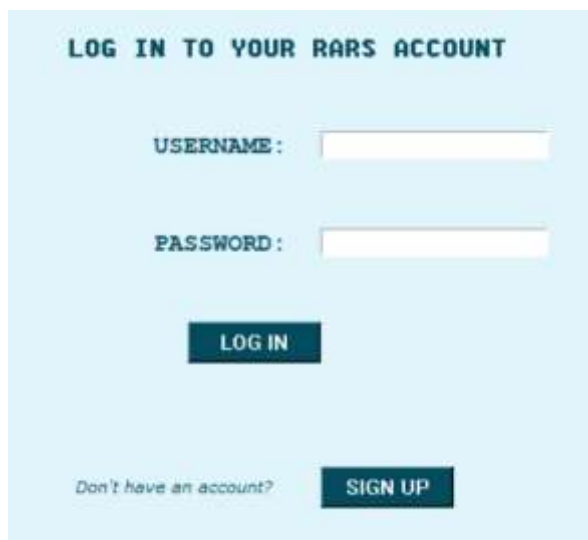 LOG IN TO YOUR RARS ACCOUNT
USERNAME:
PASSWORD:
LOG IN
Don't have an account? SIGN UP